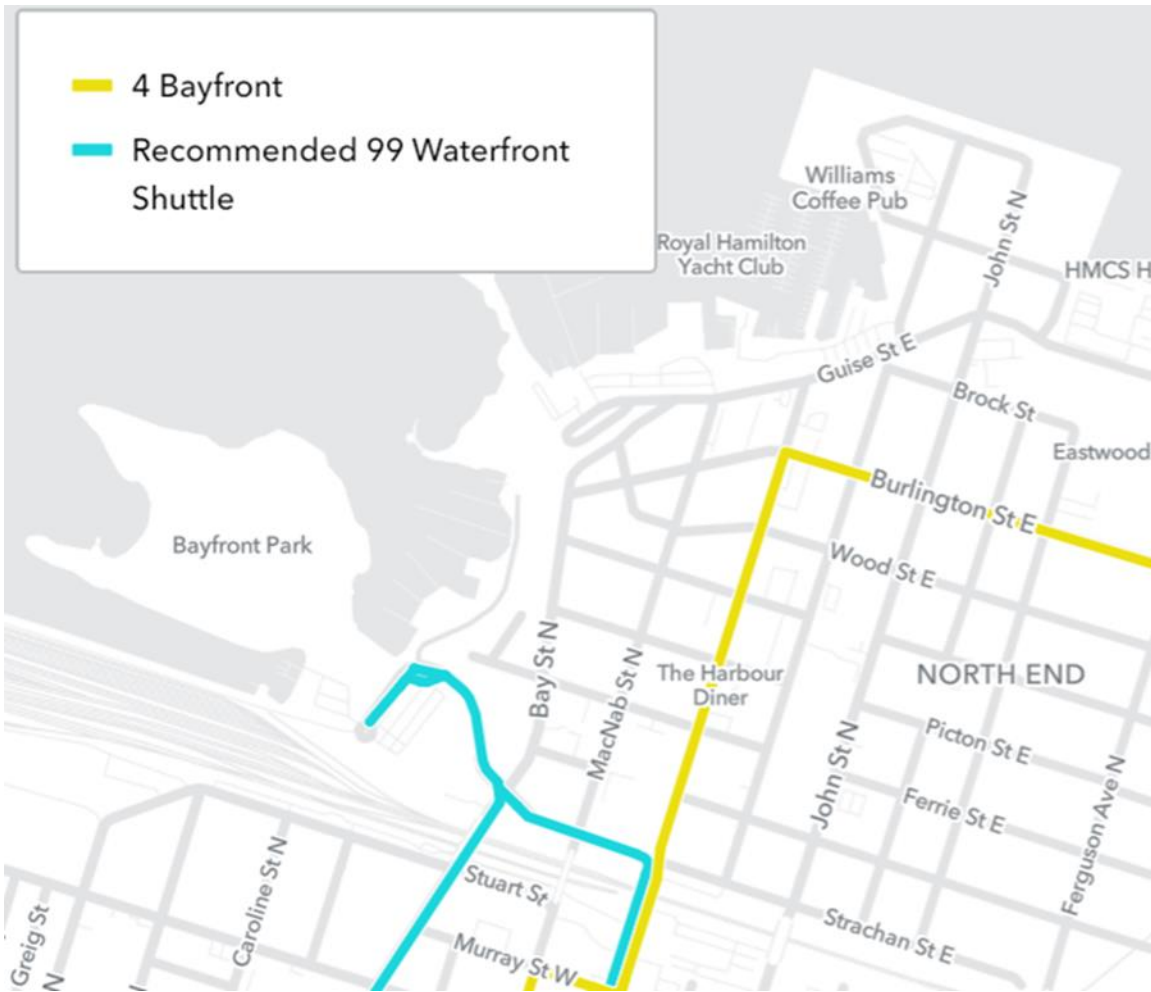 4 Bayfront
Recommended 99 Waterfront
Shuttle
Williams
Coffee Pub
John St N
Royal Hamilton
Yacht Club
HMCS H
Guise St E
Brock St
Eastwood
Burlington St E
Bayfront Park
Wood St E
Bay St N
MacNab St N
The Harbour
Diner
NORTH END
Picton St E
John St N
Ferrie St E
Ferguson Ave N
Caroline St N
Stuart St
Strachan St E
Greig St
Murray St W
N